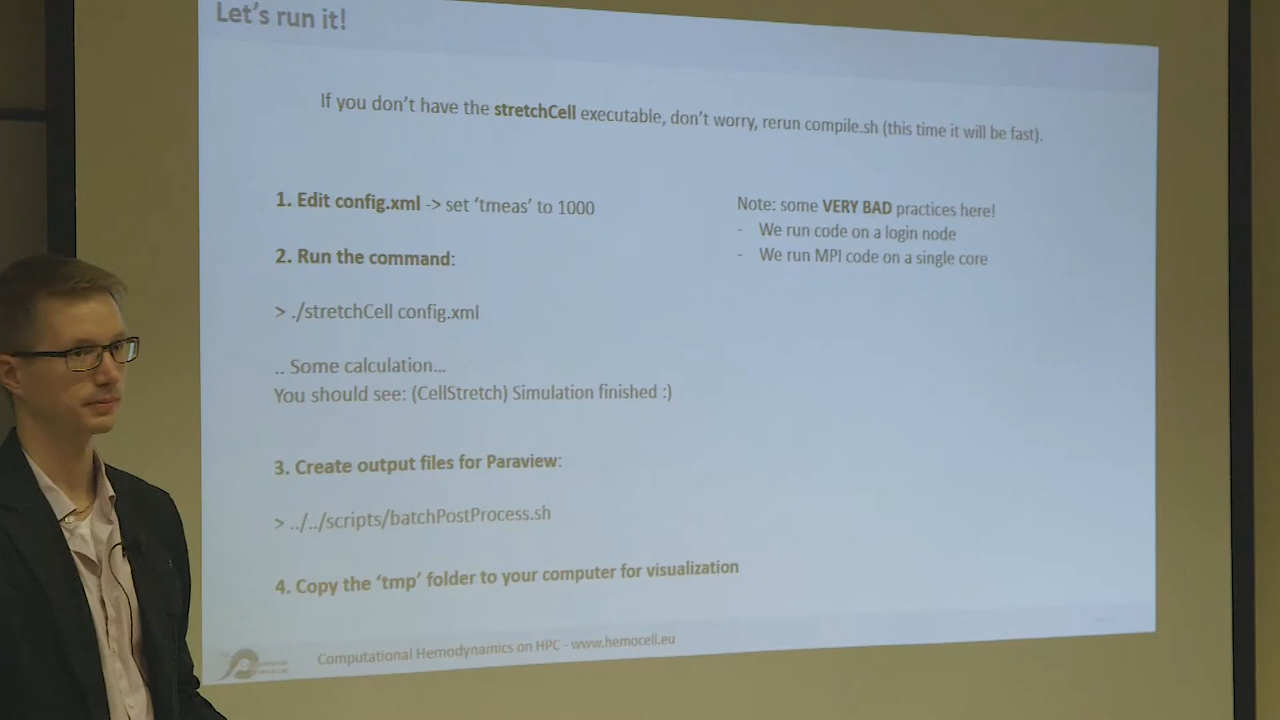 Let's run it!
If you don't have the stretchCell executable, don't worry, rerun compile.sh (this time it will be fast).
1. Edit config.xml -> set 'tmeas' to 1000
2. Run the command:
> ./stretchCell config.xml
.. Some calculation...
You should see: (CellStretch) Simulation finished :)
3. Create output files for Paraview:
> ../../scripts/batchPostProcess.sh
4. Copy the 'tmp' folder to your computer for visualization
Note: some VERY BAD practices here!
- We run code on a login node
- We run MPI code on a single core
Computational Hemodynamics on HPC - www.hemocell.eu